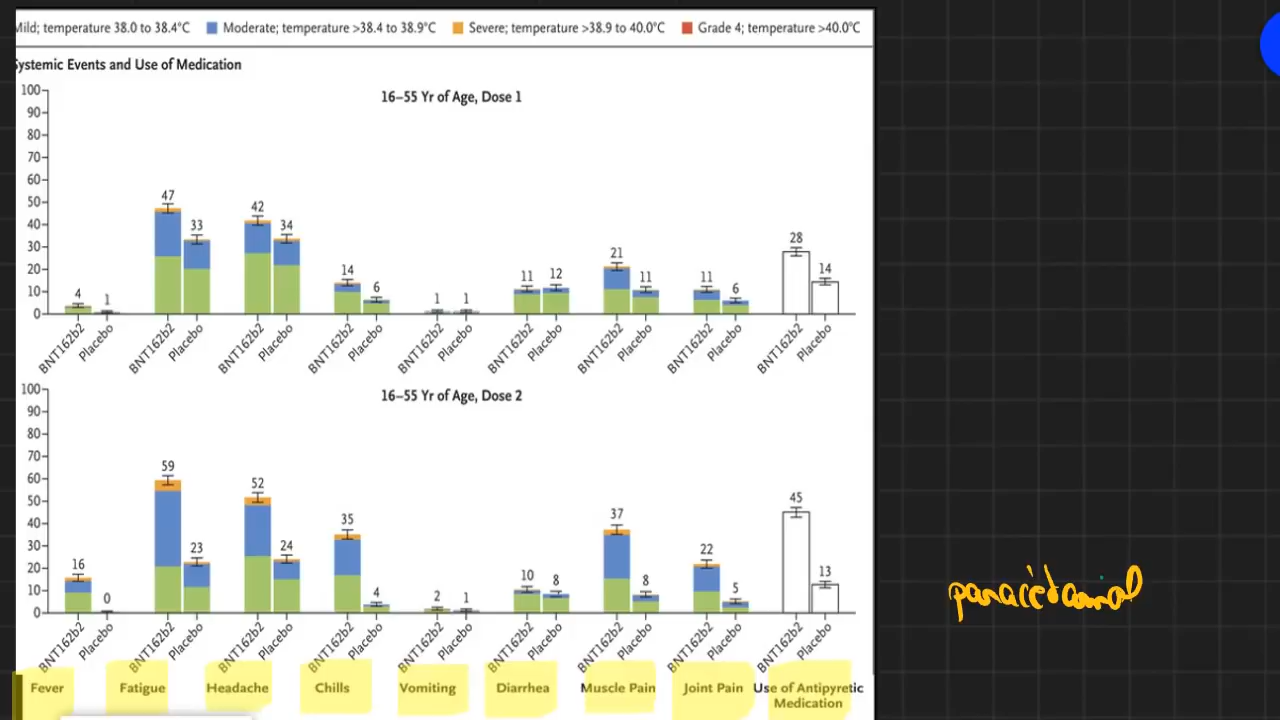 Mild; temperature 38.0 to 38.4°C Moderate; temperature >38.4 to 38.9°C Severe; temperature >38.9 to 40.0°C Grade 4; temperature >40.0°C
Systemic Events and Use of Medication
16–55 Yr of Age, Dose 1
100
90
80
70
60
50
40
30
20
10
0
4 1 47 33 42 34 14 6 1 1 11 12 21 11 11 6 28 14
BNT162b2 Placebo BNT162b2 Placebo BNT162b2 Placebo BNT162b2 Placebo BNT162b2 Placebo BNT162b2 Placebo BNT162b2 Placebo BNT162b2 Placebo BNT162b2 Placebo
16–55 Yr of Age, Dose 2
100
90
80
70
60
50
40
30
20
10
0
16 0 59 23 52 24 35 4 2 1 10 8 37 8 22 5 45 13
BNT162b2 Placebo BNT162b2 Placebo BNT162b2 Placebo BNT162b2 Placebo BNT162b2 Placebo BNT162b2 Placebo BNT162b2 Placebo BNT162b2 Placebo BNT162b2 Placebo
Fever Fatigue Headache Chills Vomiting Diarrhea Muscle Pain Joint Pain Use of Antipyretic
Medication
paracétamol